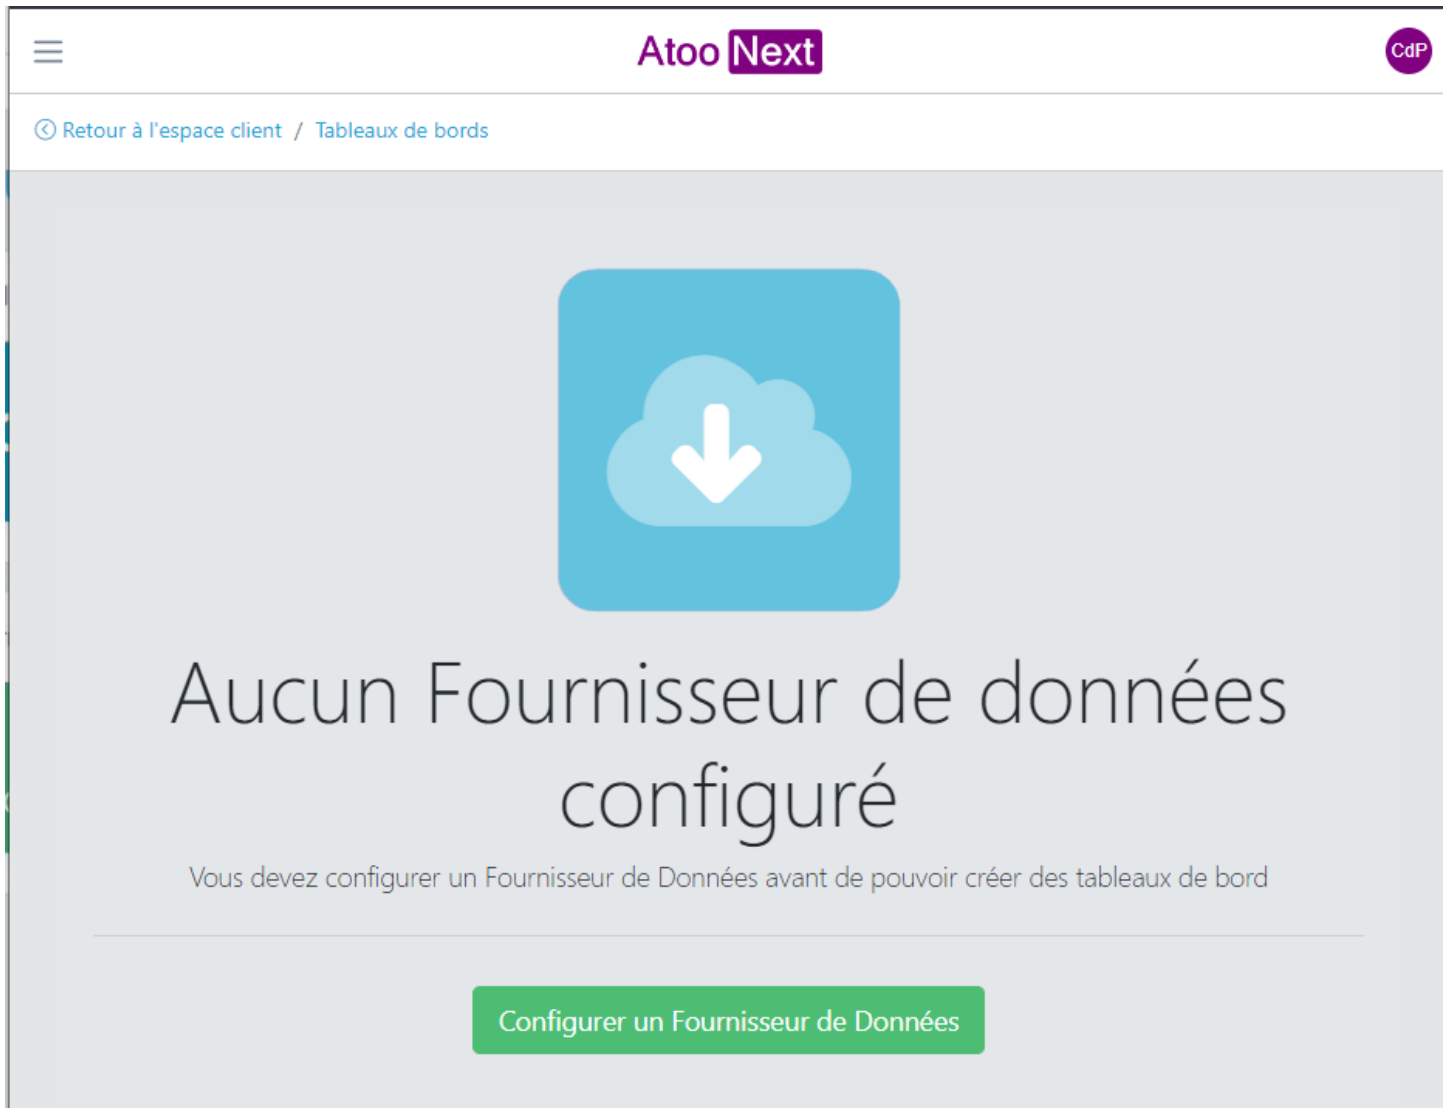 Atoo Next
CdP
Retour à l'espace client / Tableaux de bords
Aucun Fournisseur de données
configuré
Vous devez configurer un Fournisseur de Données avant de pouvoir créer des tableaux de bord
Configurer un Fournisseur de Données